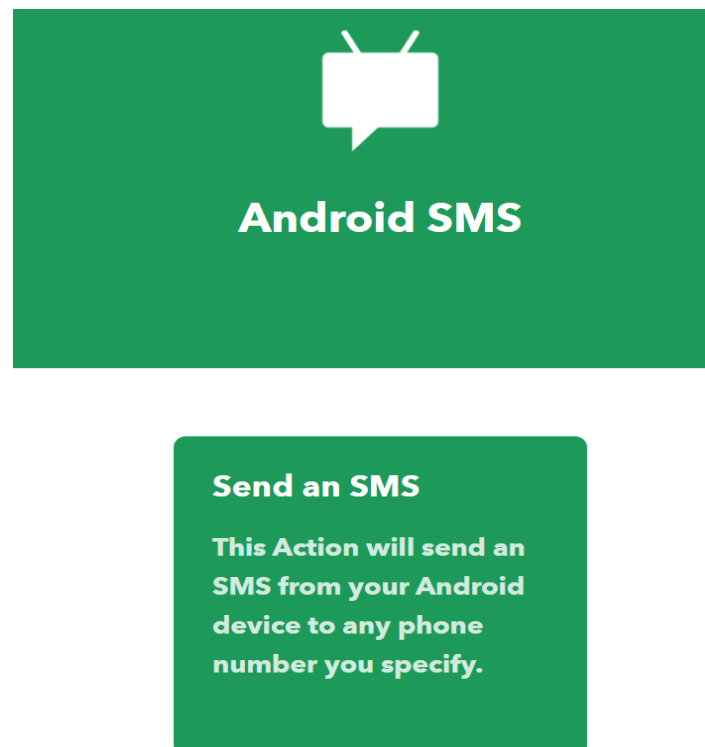 Android SMS
Send an SMS
This Action will send an
SMS from your Android
device to any phone
number you specify.